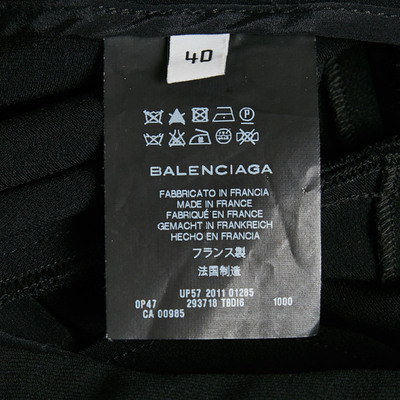 40
BALENCIAGA
FABBRICATO IN FRANCIA
MADE IN FRANCE
FABRIQUÉ EN FRANCE
GEMACHT IN FRANKREICH
HECHO EN FRANCIA
フランス製
法国制造
UP57 2011 01285
0P47 293718 TBD16 1000
CA 00985